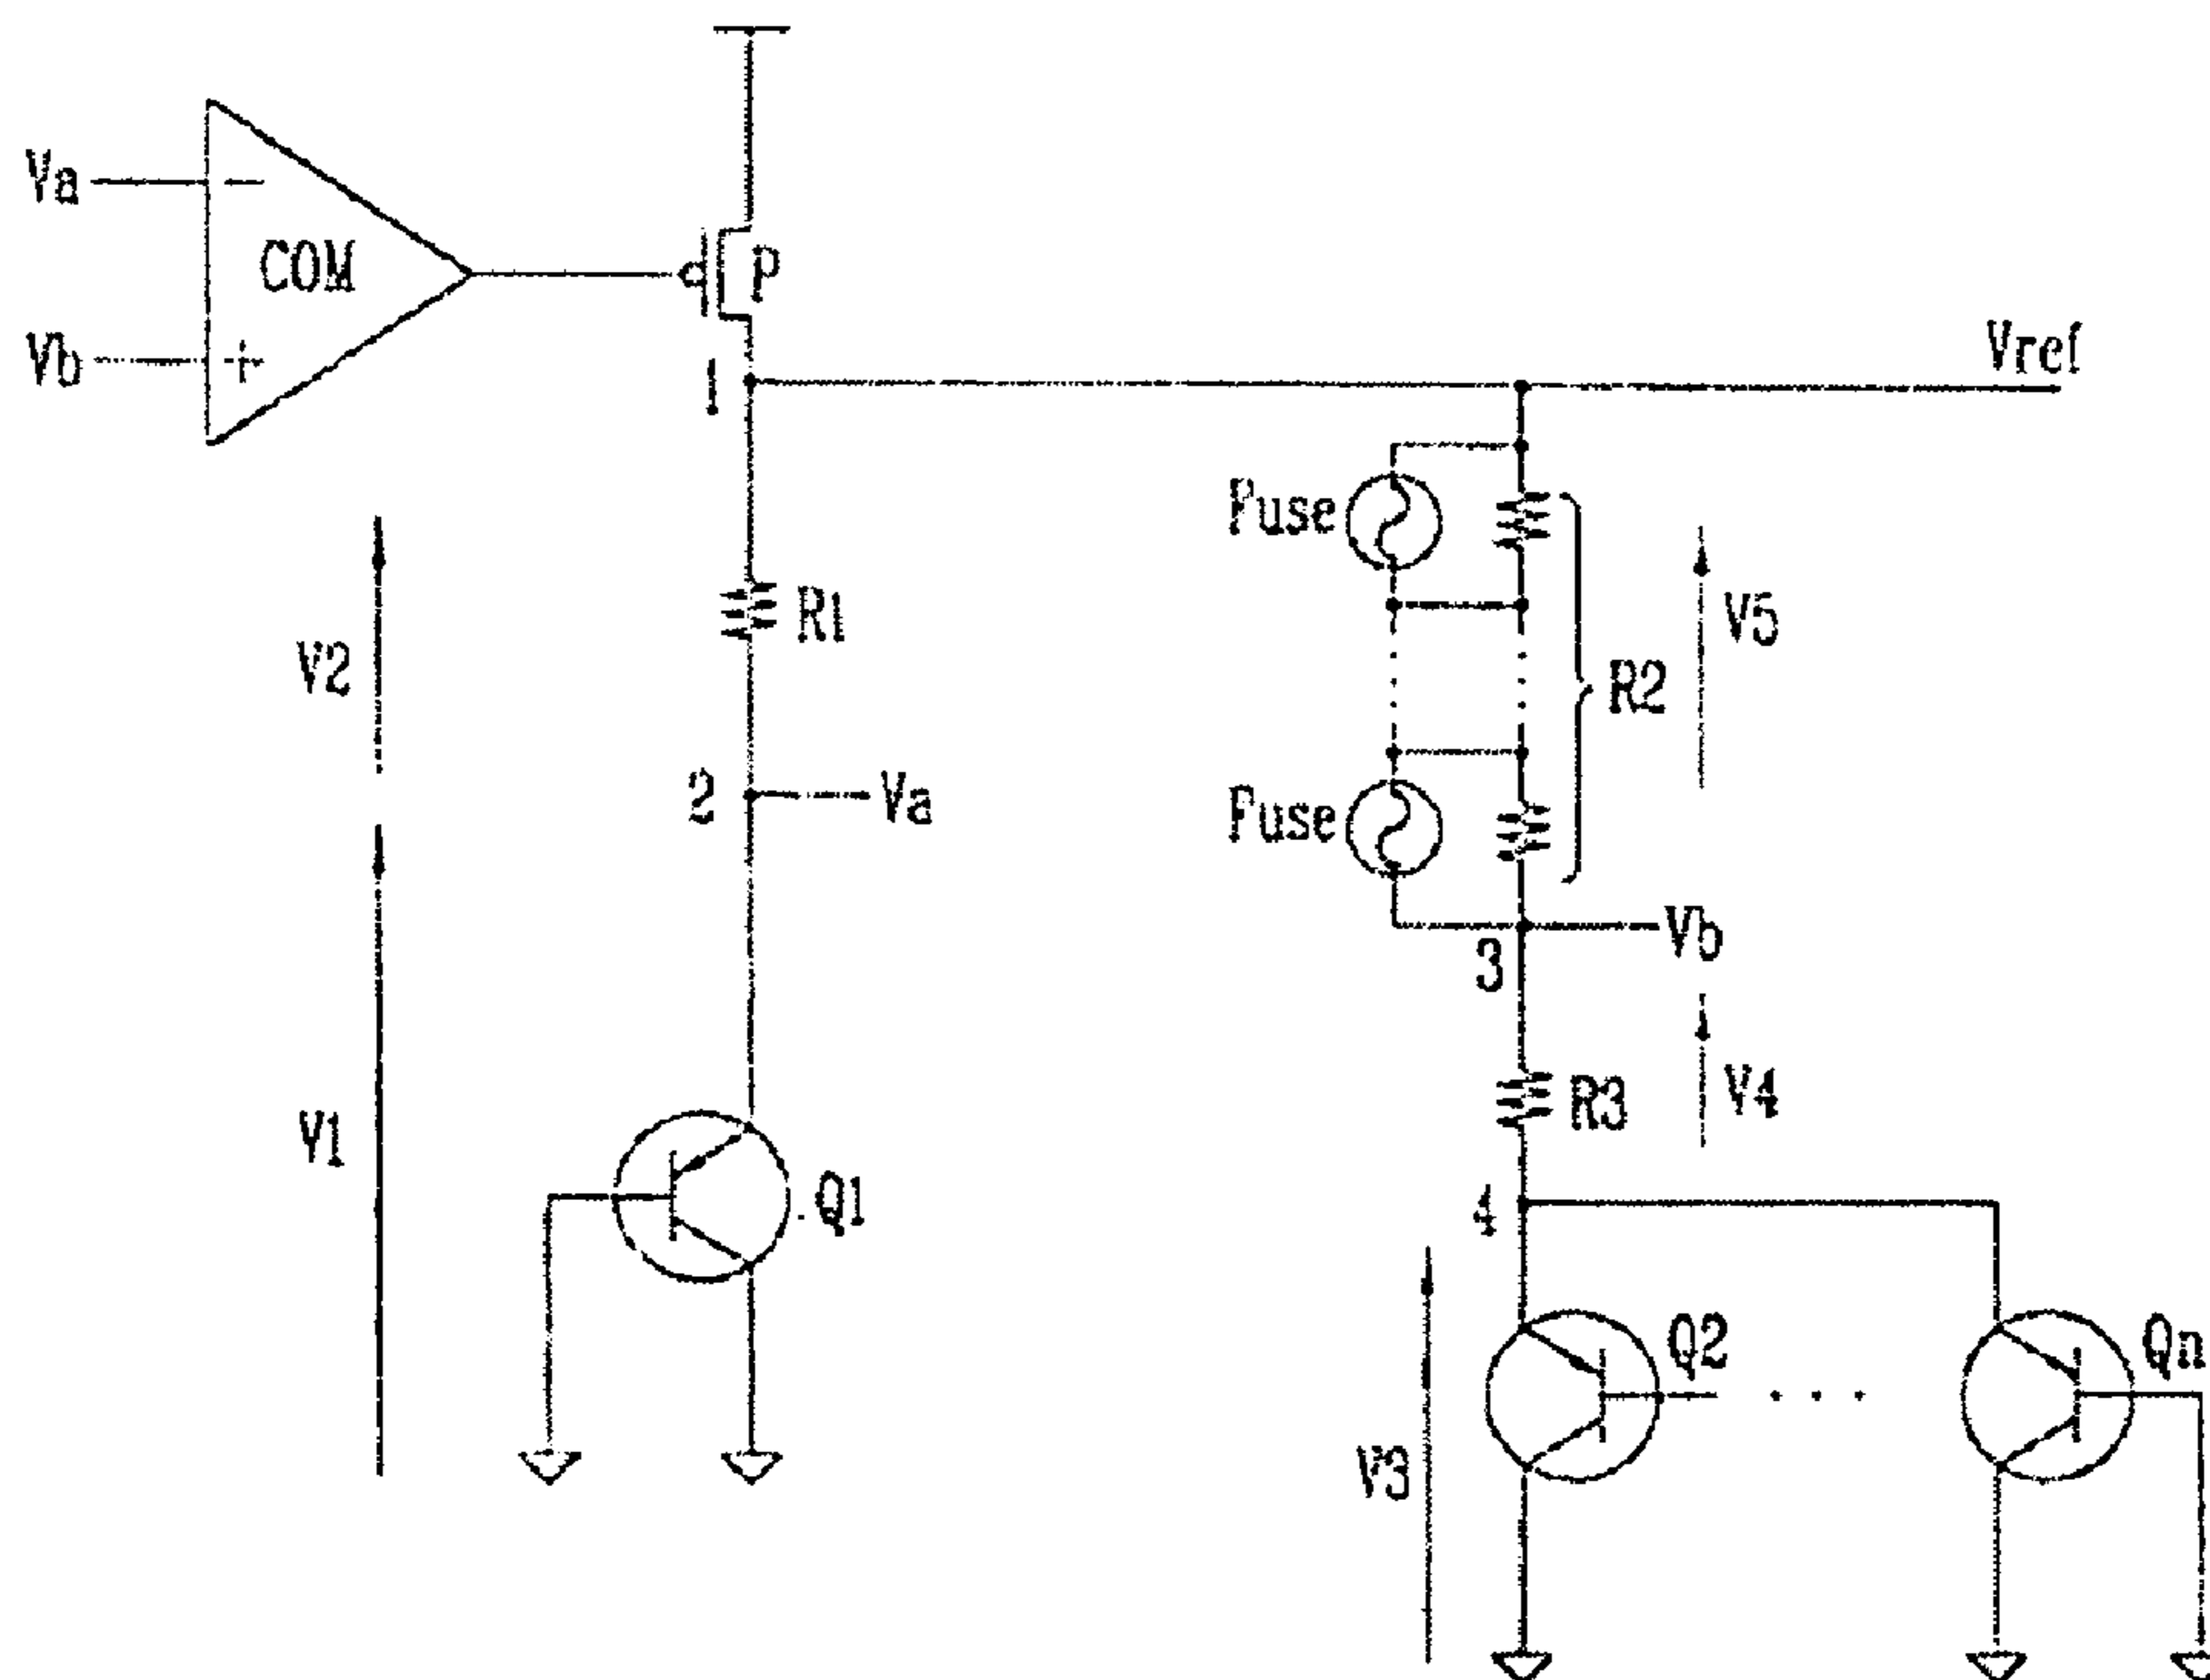 Va
−
COM
Vb
+
P
1
Vref
Fuse
V5
R1
V2
R2
2
Va
Fuse
Vb
3
R3
V4
V1
Q1
4
Q2
...
Qn
V3